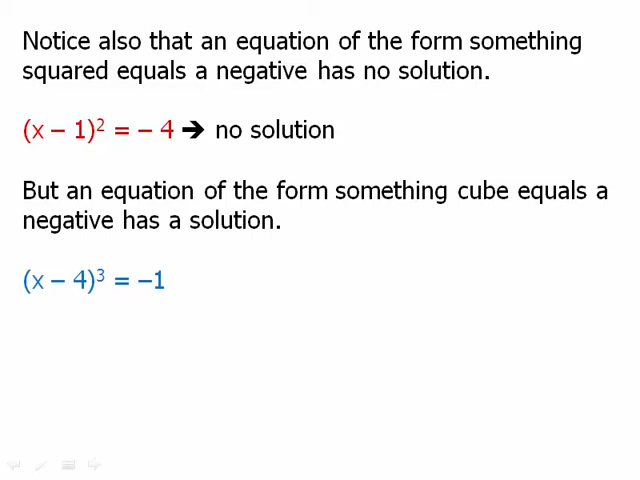 Notice also that an equation of the form something
squared equals a negative has no solution.
(x – 1)² = – 4 ➔ no solution
But an equation of the form something cube equals a
negative has a solution.
(x – 4)³ = –1